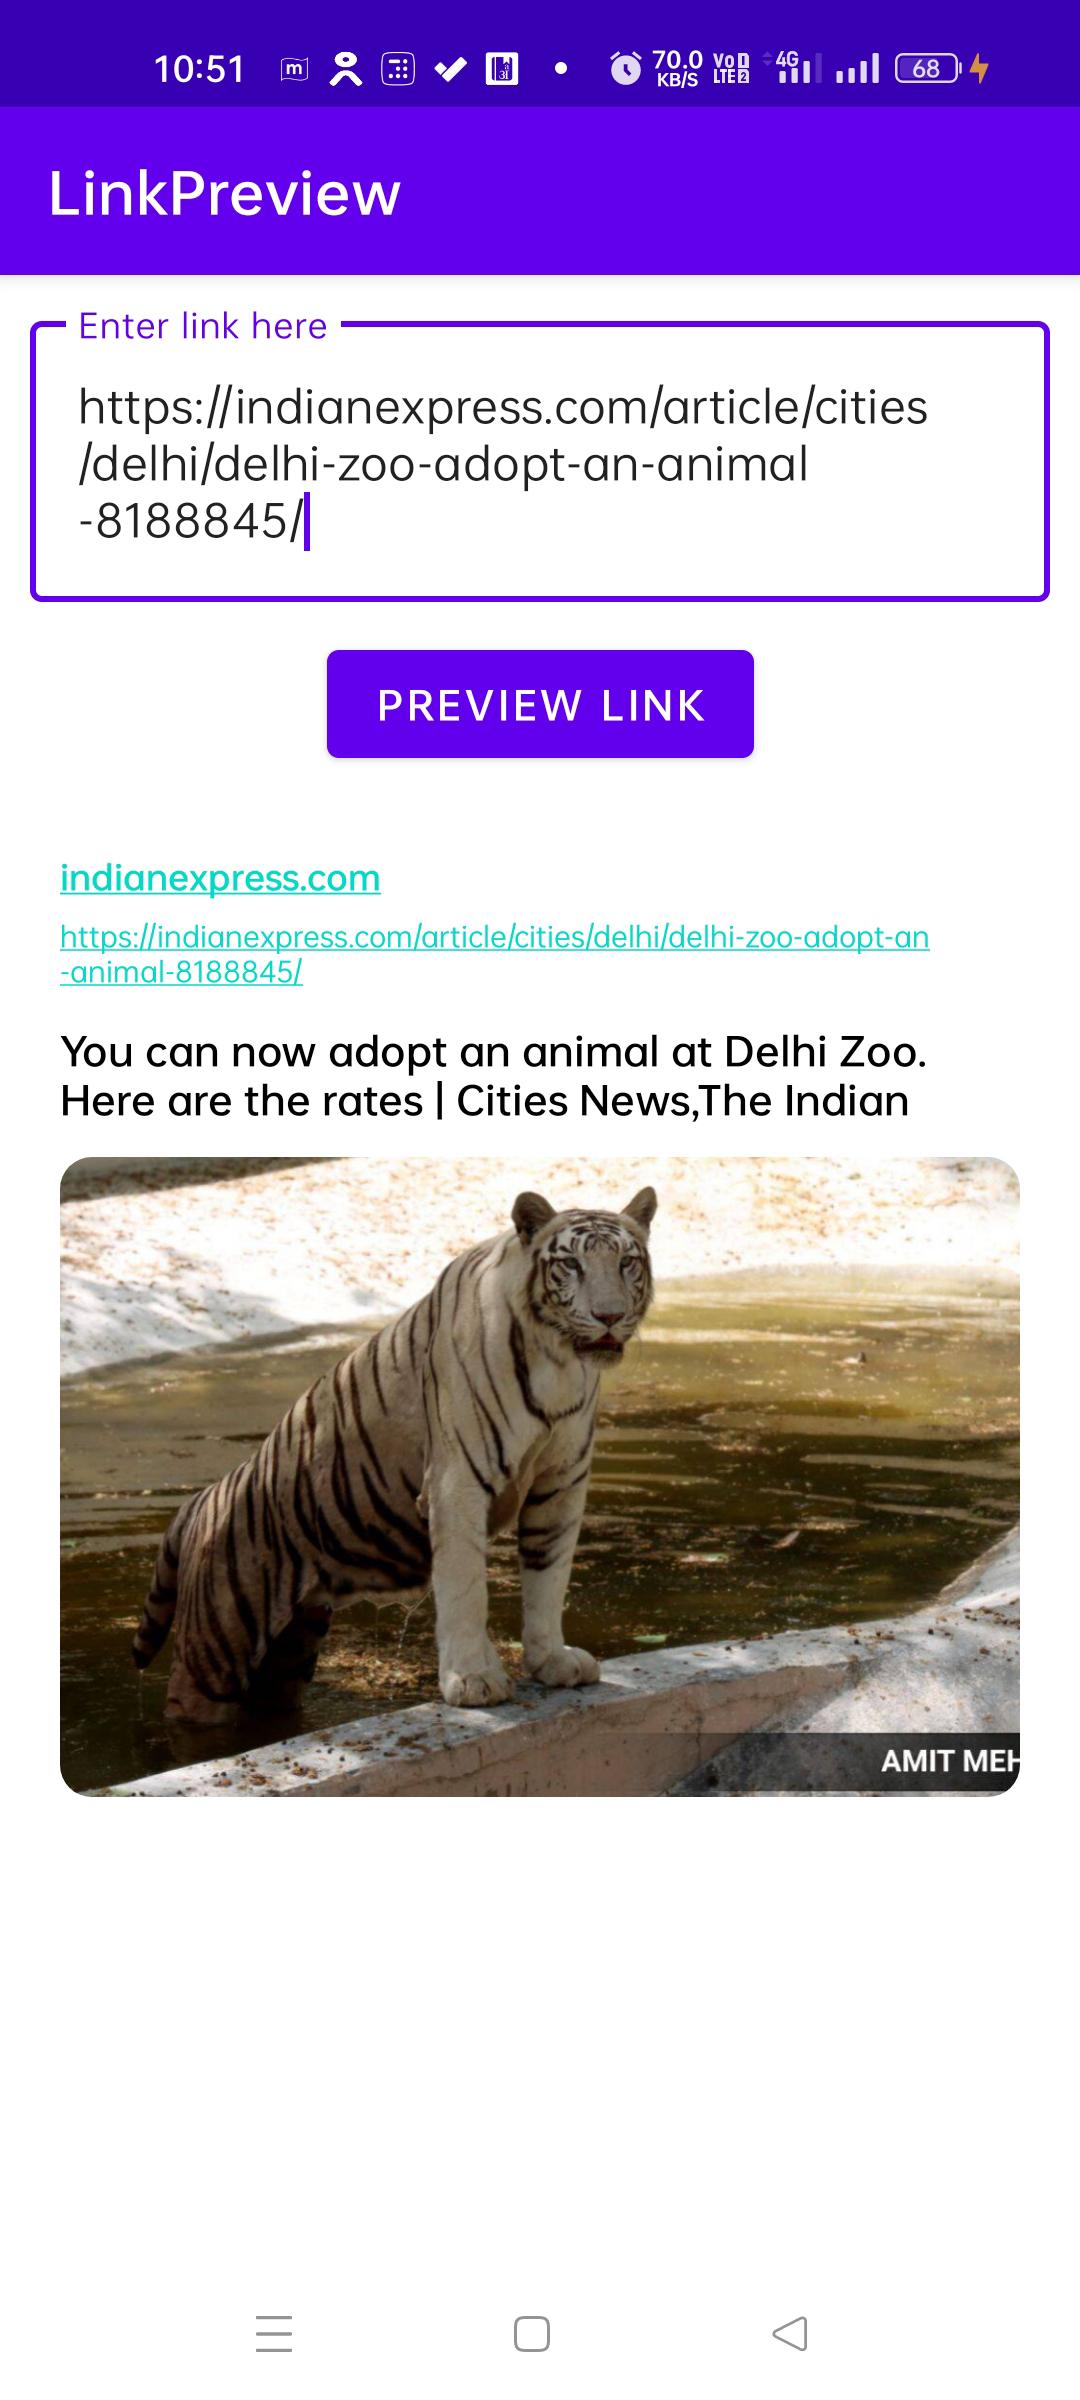 10:51 70.0 KB/S VoD LTE2 4G 68
LinkPreview
Enter link here
https://indianexpress.com/article/cities
/delhi/delhi-zoo-adopt-an-animal
-8188845/
PREVIEW LINK
indianexpress.com
https://indianexpress.com/article/cities/delhi/delhi-zoo-adopt-an
-animal-8188845/
You can now adopt an animal at Delhi Zoo.
Here are the rates | Cities News,The Indian
AMIT MEH